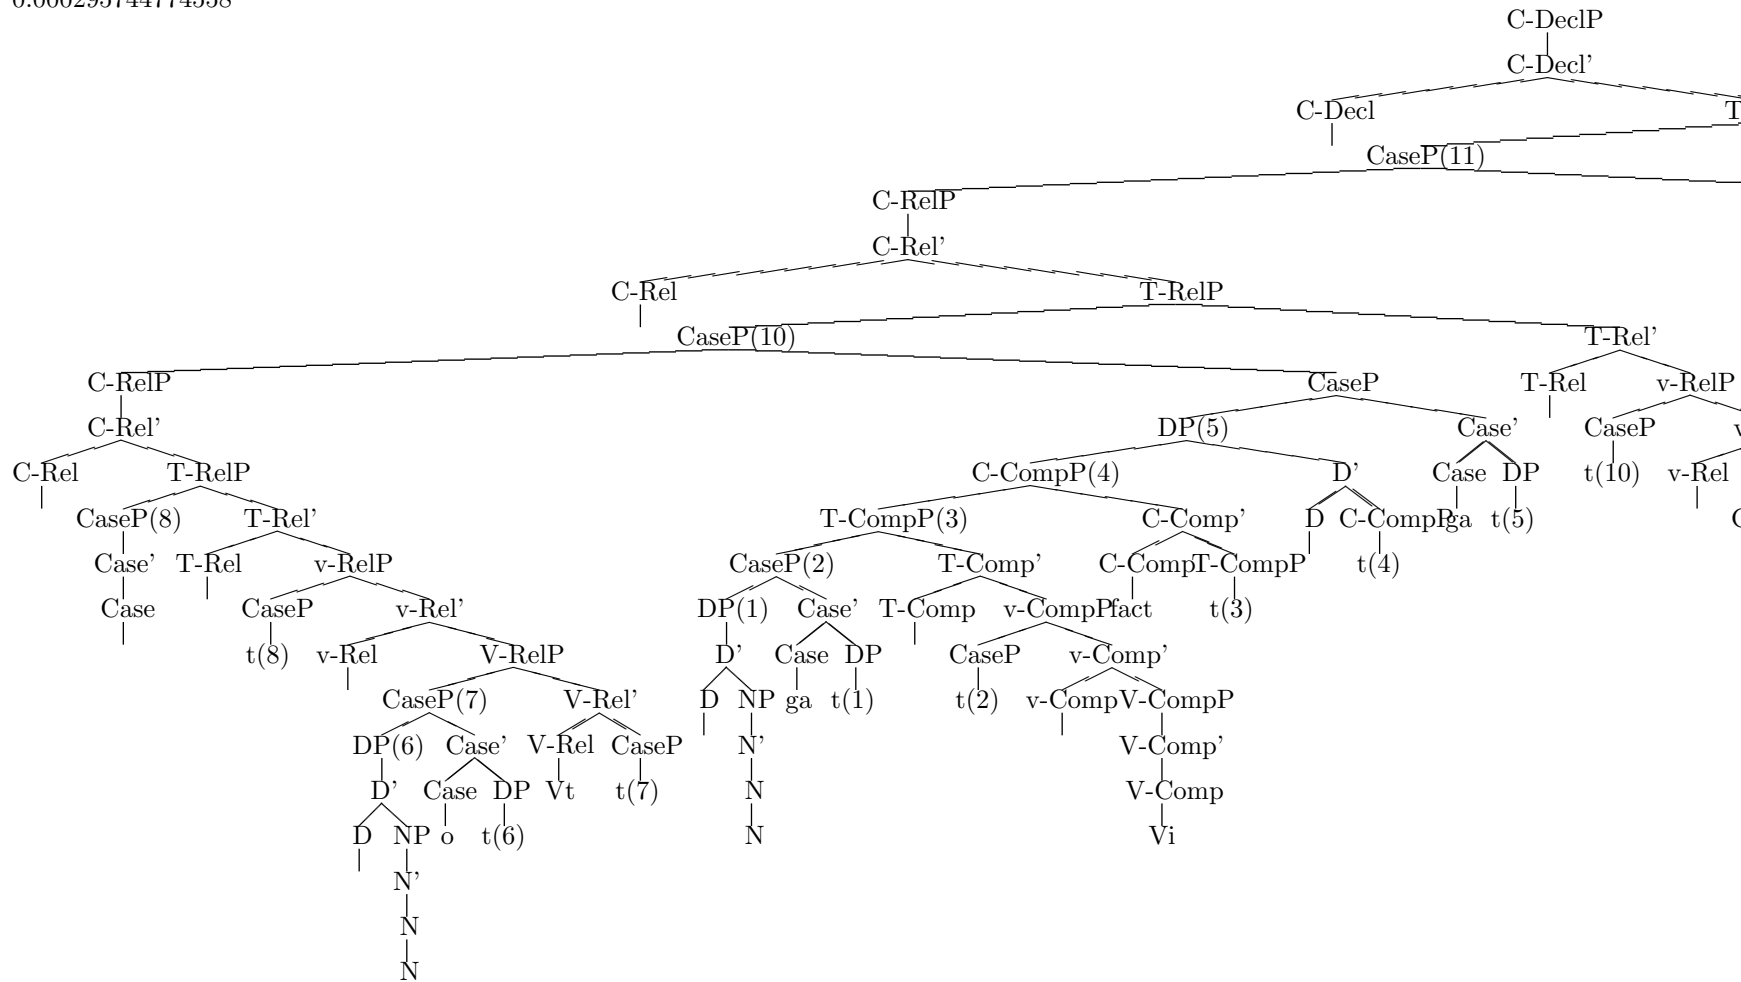 C-DeclP
C-Decl’
C-Decl
CaseP(11)
C-RelP
C-Rel’
C-Rel T-RelP
CaseP(10) T-Rel’
C-RelP CaseP T-Rel v-RelP
C-Rel’ DP(5) Case’ CaseP
C-Rel T-RelP C-CompP(4) D’ Case DP t(10) v-Rel
CaseP(8) T-Rel’ T-CompP(3) C-Comp’ D C-CompP ga t(5)
Case’ T-Rel v-RelP CaseP(2) T-Comp’ C-Comp T-CompP t(4)
Case CaseP v-Rel’ DP(1) Case’ T-Comp v-CompP fact t(3)
t(8) v-Rel V-RelP D’ Case DP CaseP v-Comp’
CaseP(7) V-Rel’ D NP ga t(1) t(2) v-Comp V-CompP
DP(6) Case’ V-Rel CaseP N’ V-Comp’
D’ Case DP Vt t(7) N V-Comp
D NP o t(6) N Vi
N’
N
N